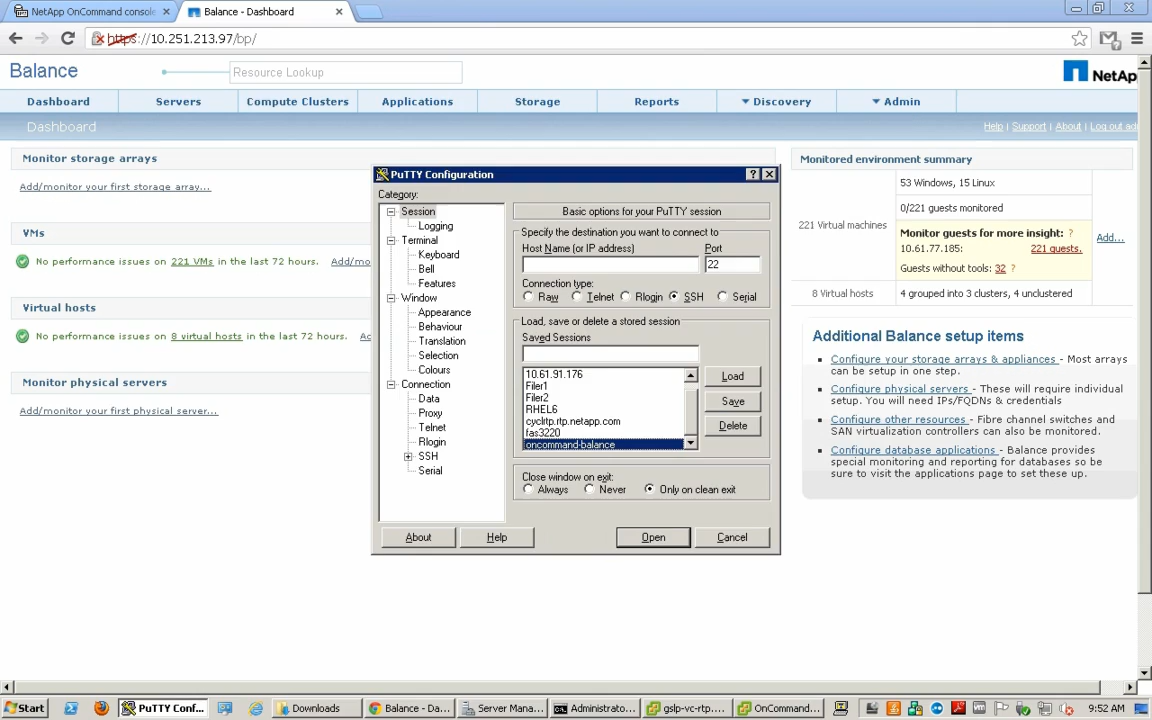 NetApp OnCommand console
Balance - Dashboard
https://10.251.213.97/bp/
Balance
Resource Lookup
NetAp
Dashboard
Servers
Compute Clusters
Applications
Storage
Reports
Discovery
Admin
Dashboard
Help | Support | About | Log out ad
Monitor storage arrays
Add/monitor your first storage array...
VMs
No performance issues on 221 VMs in the last 72 hours. Add/mo
Virtual hosts
No performance issues on 8 virtual hosts in the last 72 hours. Ad
Monitor physical servers
Add/monitor your first physical server...
PuTTY Configuration
Category:
Session
Logging
Terminal
Keyboard
Bell
Features
Window
Appearance
Behaviour
Translation
Selection
Colours
Connection
Data
Proxy
Telnet
Rlogin
SSH
Serial
Basic options for your PuTTY session
Specify the destination you want to connect to
Host Name (or IP address)
Port
22
Connection type:
Raw
Telnet
Rlogin
SSH
Serial
Load, save or delete a stored session
Saved Sessions
10.61.91.176
Filer1
Filer2
RHEL6
cyclrtp.rtp.netapp.com
fas3220
oncommand-balance
Load
Save
Delete
Close window on exit:
Always
Never
Only on clean exit
About
Help
Open
Cancel
Monitored environment summary
221 Virtual machines
53 Windows, 15 Linux
0/221 guests monitored
Monitor guests for more insight: ?
10.61.77.185: 221 guests.
Guests without tools: 32 ?
Add...
8 Virtual hosts
4 grouped into 3 clusters, 4 unclustered
Additional Balance setup items
Configure your storage arrays & appliances - Most arrays
can be setup in one step.
Configure physical servers - These will require individual
setup. You will need IPs/FQDNs & credentials
Configure other resources - Fibre channel switches and
SAN virtualization controllers can also be monitored.
Configure database applications - Balance provides
special monitoring and reporting for databases so be
sure to visit the applications page to set these up.
Start
PuTTY Conf...
Downloads
Balance - Da...
Server Mana...
Administrato...
gslp-vc-rtp....
OnCommand...
9:52 AM